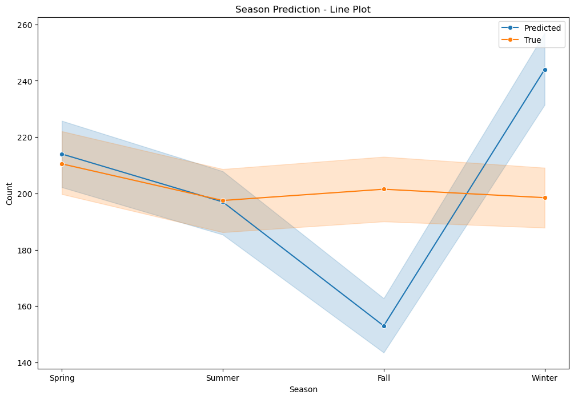 Season Prediction - Line Plot
Predicted
True
260
240
220
200
180
160
140
Count
Spring
Summer
Fall
Winter
Season